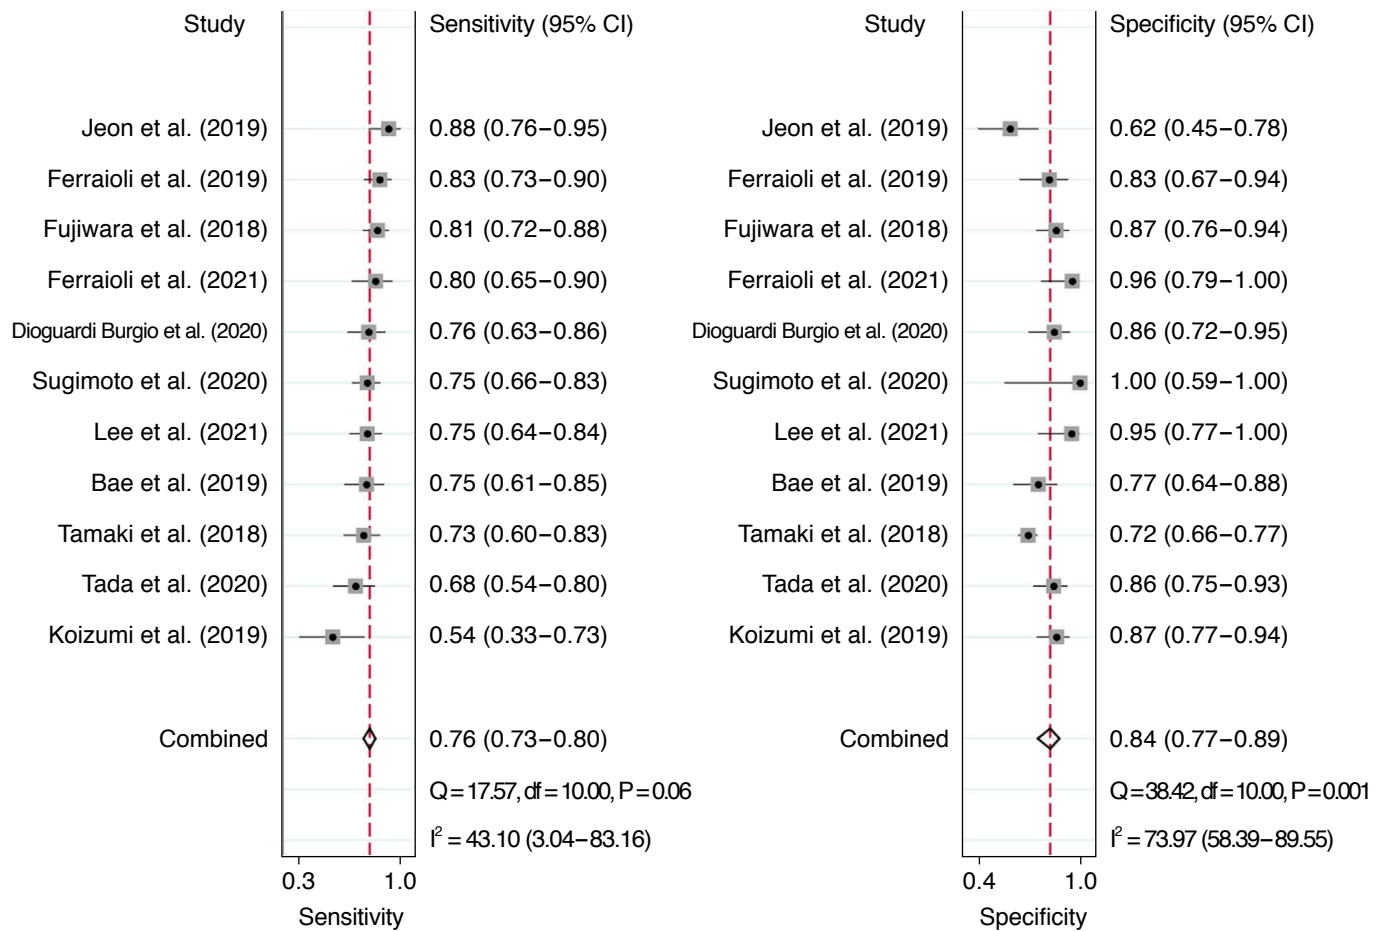 Study Sensitivity (95% CI)
Jeon et al. (2019) 0.88 (0.76–0.95)
Ferraioli et al. (2019) 0.83 (0.73–0.90)
Fujiwara et al. (2018) 0.81 (0.72–0.88)
Ferraioli et al. (2021) 0.80 (0.65–0.90)
Dioguardi Burgio et al. (2020) 0.76 (0.63–0.86)
Sugimoto et al. (2020) 0.75 (0.66–0.83)
Lee et al. (2021) 0.75 (0.64–0.84)
Bae et al. (2019) 0.75 (0.61–0.85)
Tamaki et al. (2018) 0.73 (0.60–0.83)
Tada et al. (2020) 0.68 (0.54–0.80)
Koizumi et al. (2019) 0.54 (0.33–0.73)
Combined 0.76 (0.73–0.80)
Q = 17.57, df = 10.00, P = 0.06
I² = 43.10 (3.04–83.16)
0.3 1.0
Sensitivity
Study Specificity (95% CI)
Jeon et al. (2019) 0.62 (0.45–0.78)
Ferraioli et al. (2019) 0.83 (0.67–0.94)
Fujiwara et al. (2018) 0.87 (0.76–0.94)
Ferraioli et al. (2021) 0.96 (0.79–1.00)
Dioguardi Burgio et al. (2020) 0.86 (0.72–0.95)
Sugimoto et al. (2020) 1.00 (0.59–1.00)
Lee et al. (2021) 0.95 (0.77–1.00)
Bae et al. (2019) 0.77 (0.64–0.88)
Tamaki et al. (2018) 0.72 (0.66–0.77)
Tada et al. (2020) 0.86 (0.75–0.93)
Koizumi et al. (2019) 0.87 (0.77–0.94)
Combined 0.84 (0.77–0.89)
Q = 38.42, df = 10.00, P = 0.001
I² = 73.97 (58.39–89.55)
0.4 1.0
Specificity